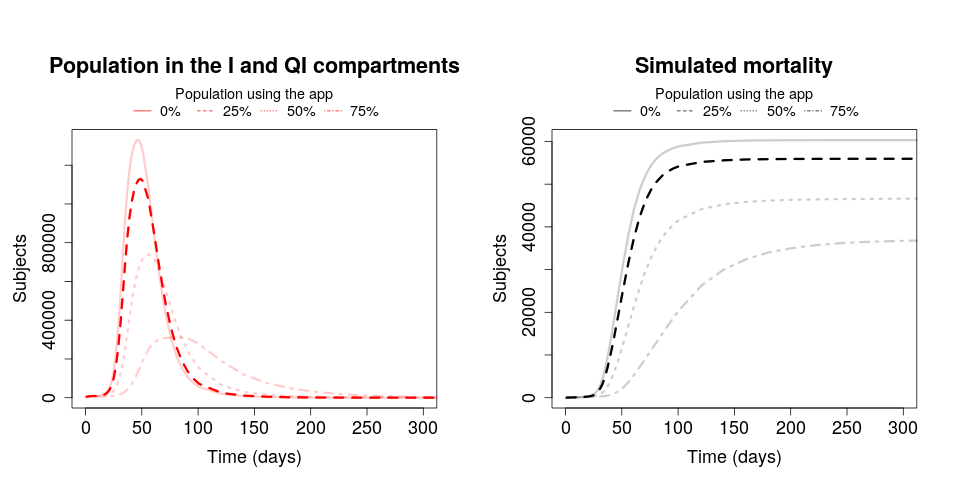 Population in the I and QI compartments
Population using the app
0% 25% 50% 75%
Subjects
0 400000 800000
0 50 100 150 200 250 300
Time (days)
Simulated mortality
Population using the app
0% 25% 50% 75%
Subjects
0 20000 40000 60000
0 50 100 150 200 250 300
Time (days)